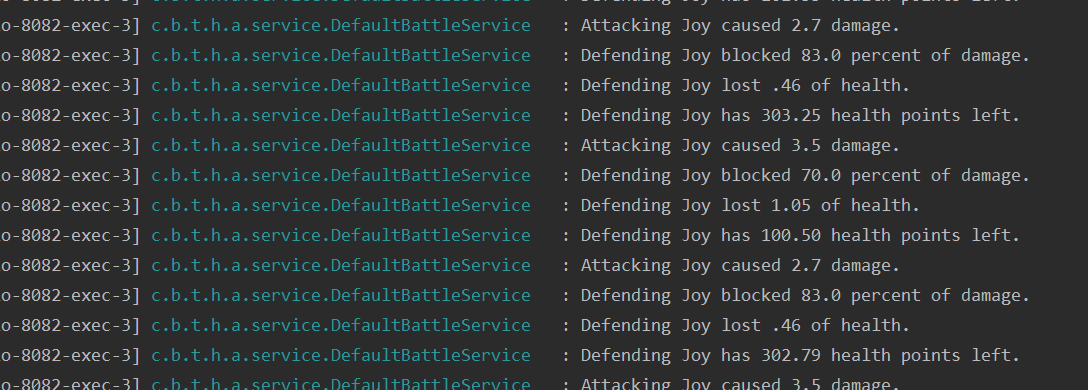 o-8082-exec-3] c.b.t.h.a.service.DefaultBattleService : Attacking Joy caused 2.7 damage.
o-8082-exec-3] c.b.t.h.a.service.DefaultBattleService : Defending Joy blocked 83.0 percent of damage.
o-8082-exec-3] c.b.t.h.a.service.DefaultBattleService : Defending Joy lost .46 of health.
o-8082-exec-3] c.b.t.h.a.service.DefaultBattleService : Defending Joy has 303.25 health points left.
o-8082-exec-3] c.b.t.h.a.service.DefaultBattleService : Attacking Joy caused 3.5 damage.
o-8082-exec-3] c.b.t.h.a.service.DefaultBattleService : Defending Joy blocked 70.0 percent of damage.
o-8082-exec-3] c.b.t.h.a.service.DefaultBattleService : Defending Joy lost 1.05 of health.
o-8082-exec-3] c.b.t.h.a.service.DefaultBattleService : Defending Joy has 100.50 health points left.
o-8082-exec-3] c.b.t.h.a.service.DefaultBattleService : Attacking Joy caused 2.7 damage.
o-8082-exec-3] c.b.t.h.a.service.DefaultBattleService : Defending Joy blocked 83.0 percent of damage.
o-8082-exec-3] c.b.t.h.a.service.DefaultBattleService : Defending Joy lost .46 of health.
o-8082-exec-3] c.b.t.h.a.service.DefaultBattleService : Defending Joy has 302.79 health points left.
o-8082-exec-3] c.b.t.h.a.service.DefaultBattleService : Attacking Joy caused 3.5 damage.